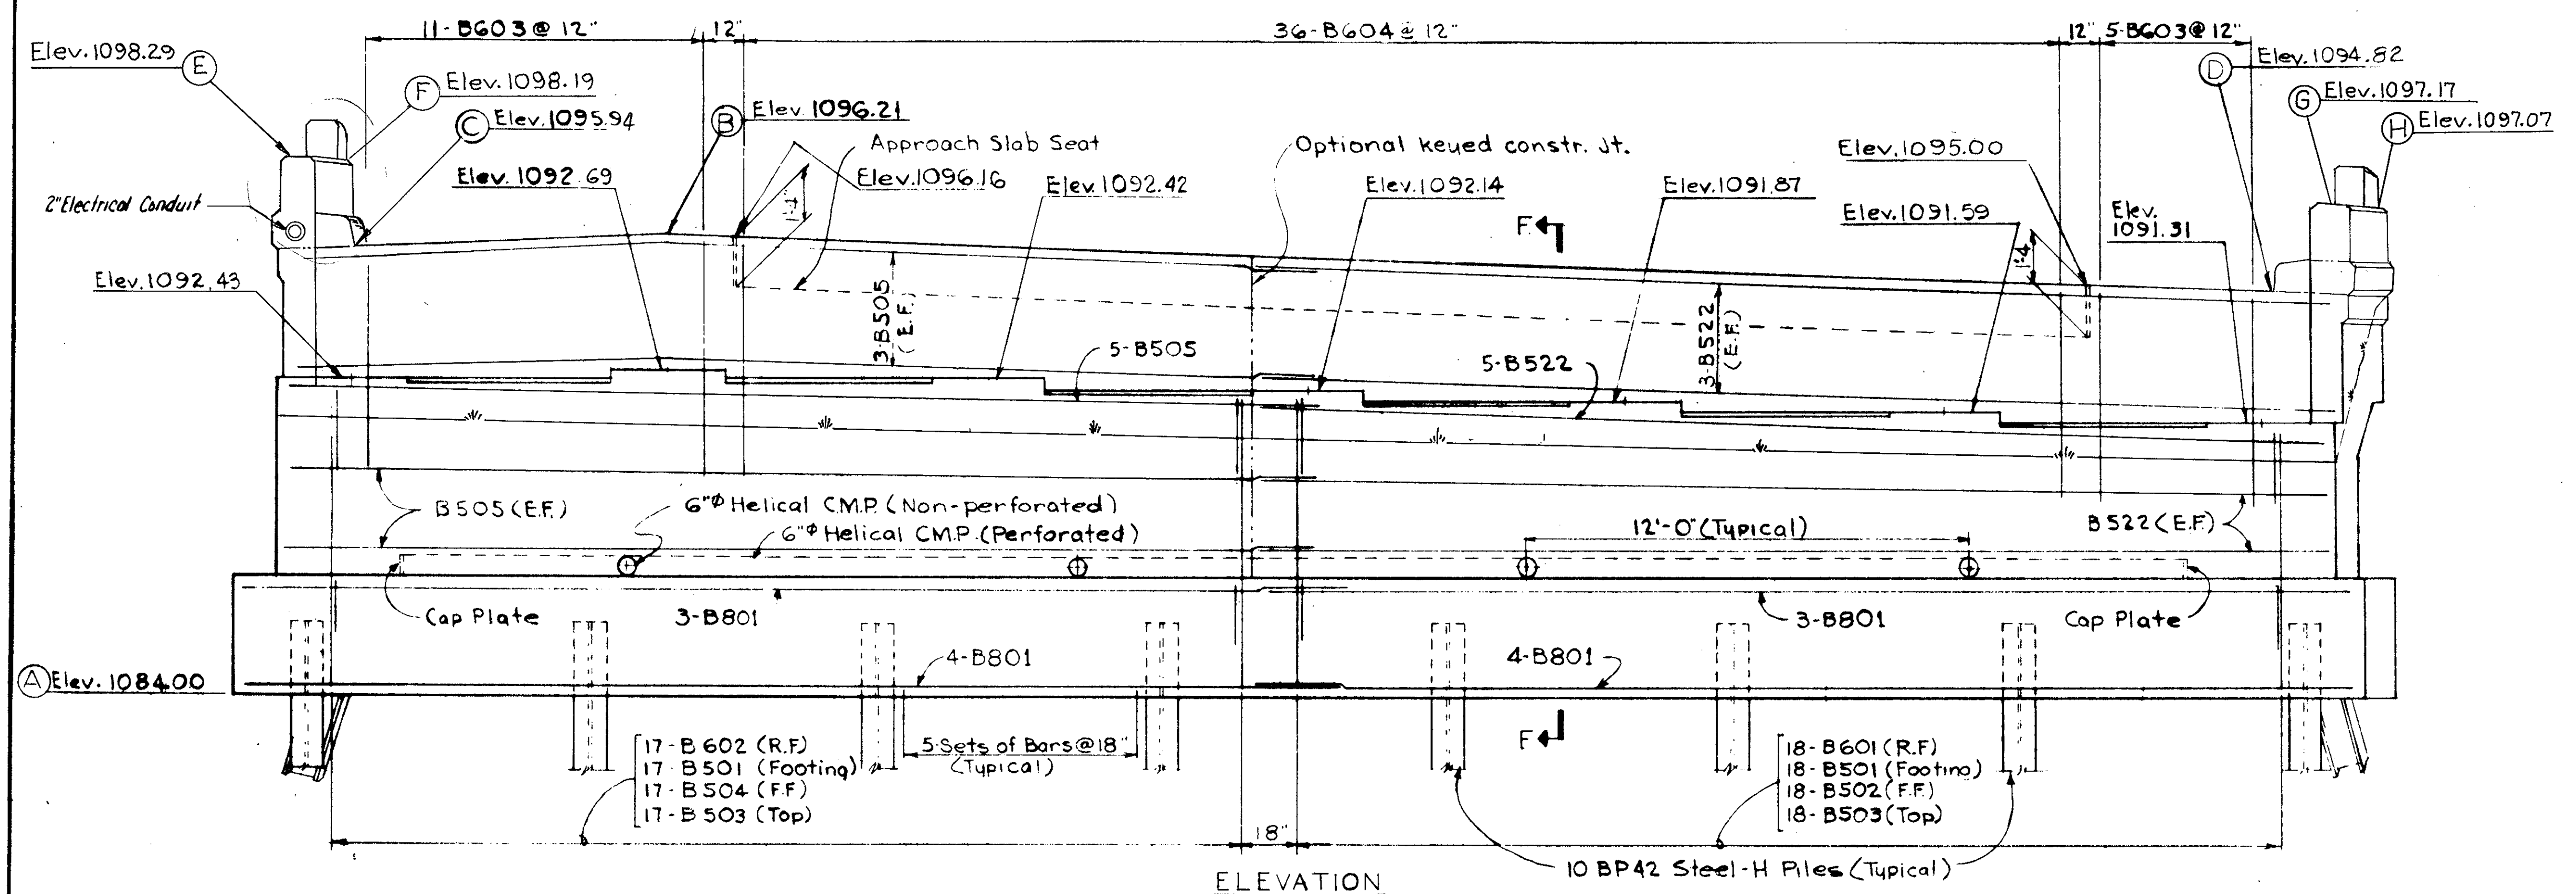 11-B603 @ 12"
12"
36-B604 @ 12"
12"
5-B603@ 12"
Elev.1098.29
E
F
Elev.1098.19
C
Elev.1095.94
B
Elev.1096.21
D
Elev.1094.82
G
Elev.1097.17
H
Elev.1097.07
Approach Slab Seat
Elev.1096.16
1'-4
Optional keyed constr. Jt.
Elev.1095.00
Elev. 1092.69
Elev.1092.42
Elev.1092.14
Elev.1091.87
Elev.1091.59
Elev.
1091.31
2" Electrical Conduit
F
1'-4
Elev.1092.43
3-B505
(E.F.)
3-B522
(E.F.)
5-B505
5-B522
B505 (E.F.)
6"ø Helical C.M.P. (Non-perforated)
6"ø Helical C.M.P. (Perforated)
12'-0" (Typical)
B522 (E.F.)
Cap Plate
3-B801
3-B801
Cap Plate
A
Elev. 1084.00
4-B801
4-B801
17-B602 (R.F)
17-B501 (Footing)
17-B504 (F.F)
17-B503 (Top)
5-Sets of Bars@18"
(Typical)
F
18-B601 (R.F)
18-B501 (Footing)
18-B502 (F.F.)
18-B503 (Top)
18"
10 BP42 Steel-H Piles (Typical)
ELEVATION